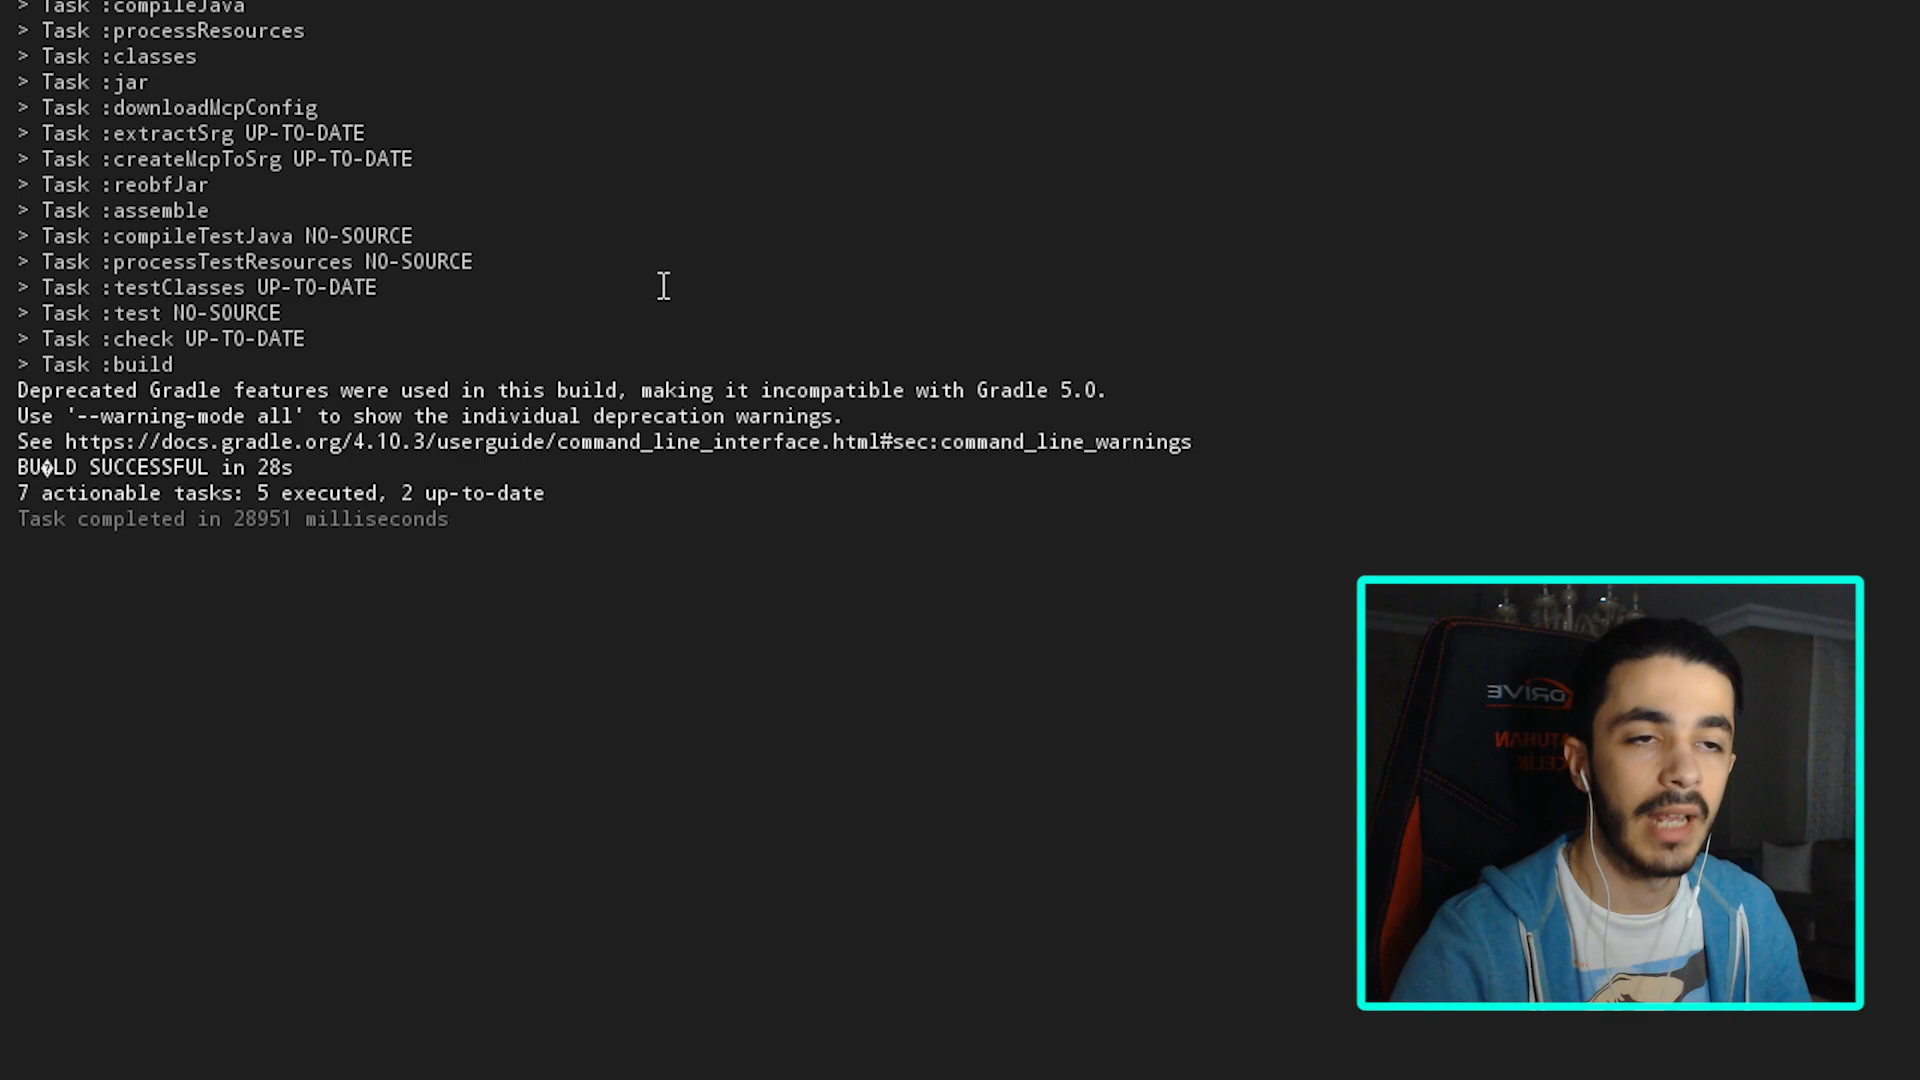 > Task :compileJava
> Task :processResources
> Task :classes
> Task :jar
> Task :downloadMcpConfig
> Task :extractSrg UP-TO-DATE
> Task :createMcpToSrg UP-TO-DATE
> Task :reobfJar
> Task :assemble
> Task :compileTestJava NO-SOURCE
> Task :processTestResources NO-SOURCE
> Task :testClasses UP-TO-DATE
> Task :test NO-SOURCE
> Task :check UP-TO-DATE
> Task :build
Deprecated Gradle features were used in this build, making it incompatible with Gradle 5.0.
Use '--warning-mode all' to show the individual deprecation warnings.
See https://docs.gradle.org/4.10.3/userguide/command_line_interface.html#sec:command_line_warnings
BU�LD SUCCESSFUL in 28s
7 actionable tasks: 5 executed, 2 up-to-date
Task completed in 28951 milliseconds
DRIVE